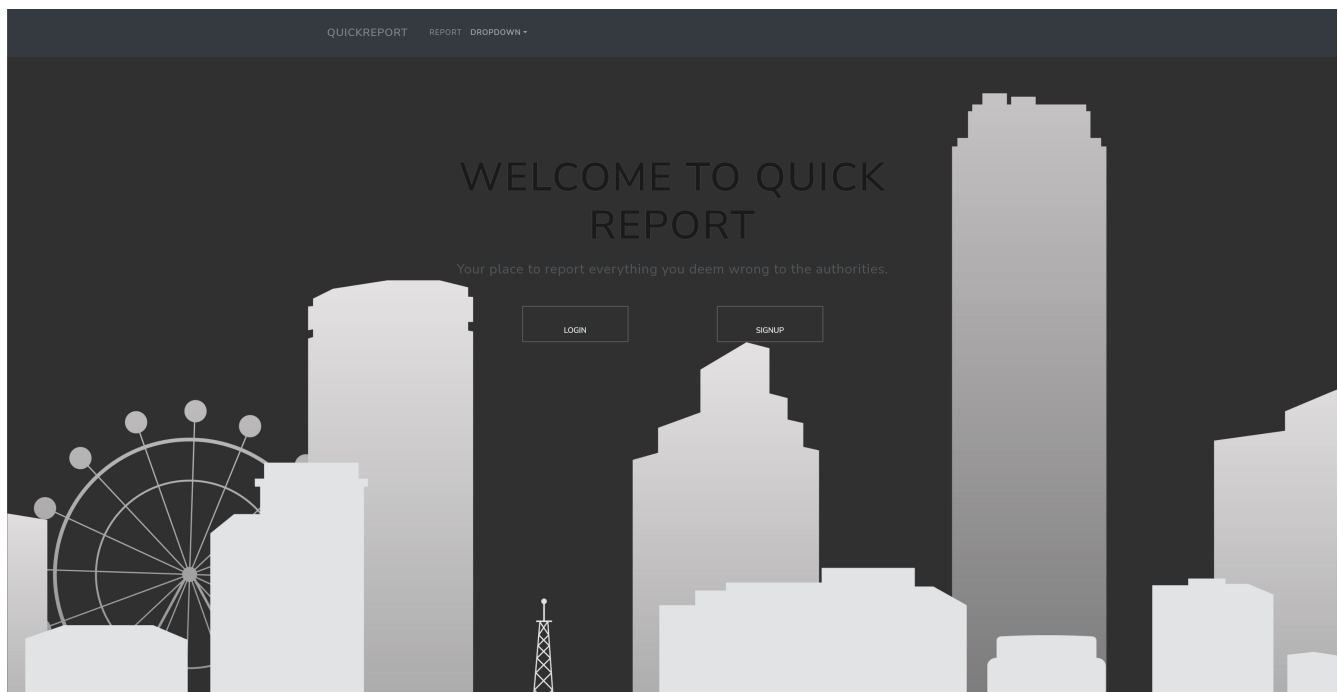 QUICKREPORT REPORT DROPDOWN
WELCOME TO QUICK
REPORT
Your place to report everything you deem wrong to the authorities.
LOGIN SIGNUP